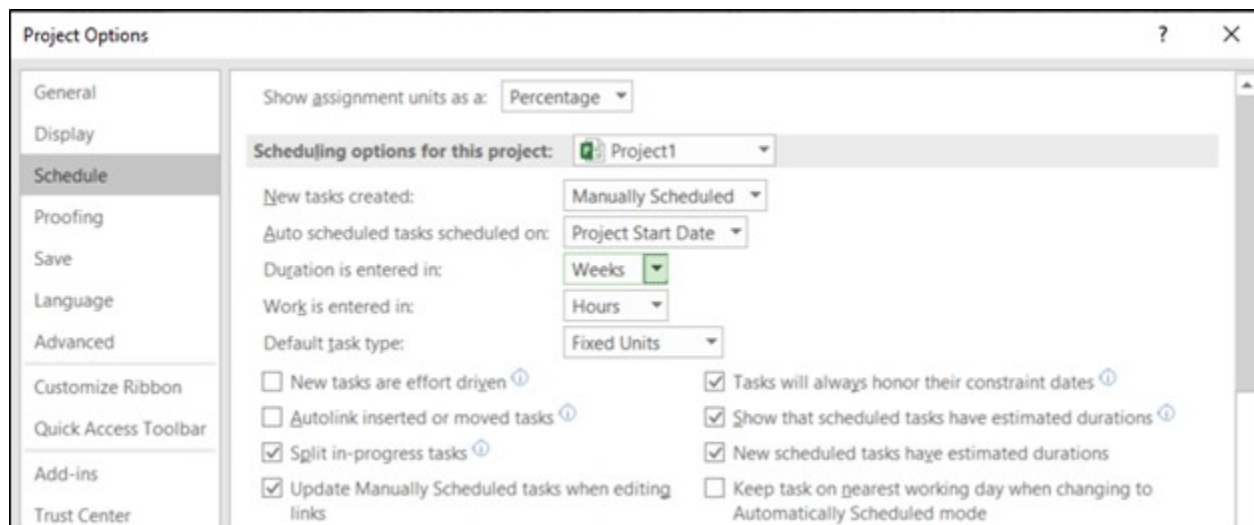 Project Options
?
General
Display
Schedule
Proofing
Save
Language
Advanced
Customize Ribbon
Quick Access Toolbar
Add-ins
Trust Center
Show assignment units as a: Percentage
Scheduling options for this project: Project1
New tasks created: Manually Scheduled
Auto scheduled tasks scheduled on: Project Start Date
Duration is entered in: Weeks
Work is entered in: Hours
Default task type: Fixed Units
New tasks are effort driven
Autolink inserted or moved tasks
Split in-progress tasks
Update Manually Scheduled tasks when editing
links
Tasks will always honor their constraint dates
Show that scheduled tasks have estimated durations
New scheduled tasks have estimated durations
Keep task on nearest working day when changing to
Automatically Scheduled mode